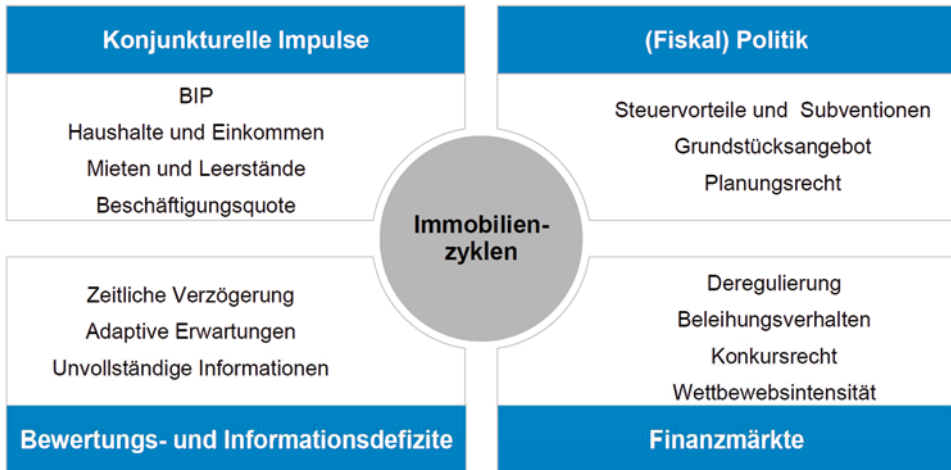 Konjunkturelle Impulse
BIP
Haushalte und Einkommen
Mieten und Leerstände
Beschäftigungsquote
(Fiskal) Politik
Steuervorteile und Subventionen
Grundstücksangebot
Planungsrecht
Immobilien-
zyklen
Zeitliche Verzögerung
Adaptive Erwartungen
Unvollständige Informationen
Bewertungs- und Informationsdefizite
Deregulierung
Beleihungsverhalten
Konkursrecht
Wettbewebsintensität
Finanzmärkte